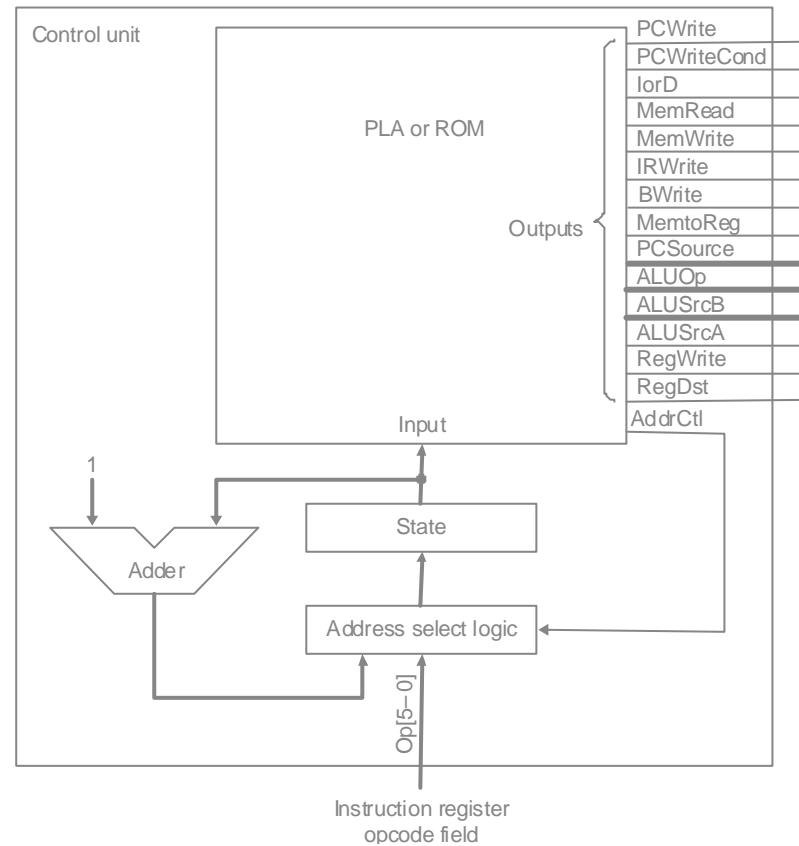 Control unit
PCWrite
PCWriteCond
IorD
MemRead
PLA or ROM
MemWrite
IRWrite
BWrite
Outputs
MemtoReg
PCSource
ALUOp
ALUSrcB
ALUSrcA
RegWrite
RegDst
Input
AddrCtl
1
State
Adder
Address select logic
Op[5–0]
Instruction register
opcode field